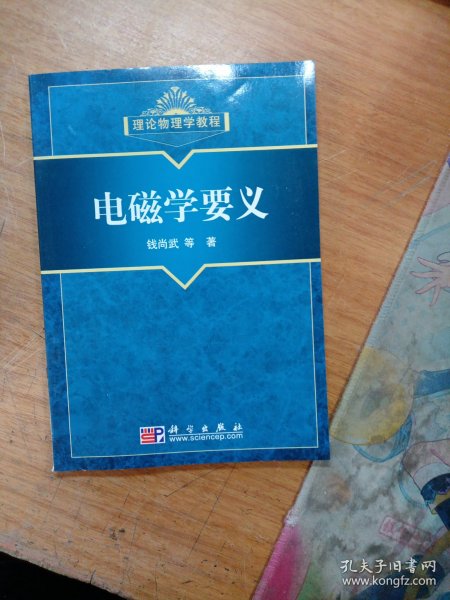 理论物理学教程
电磁学要义
钱尚武 等 著
科学出版社
www.sciencep.com
孔夫子旧书网
www.kongfz.com